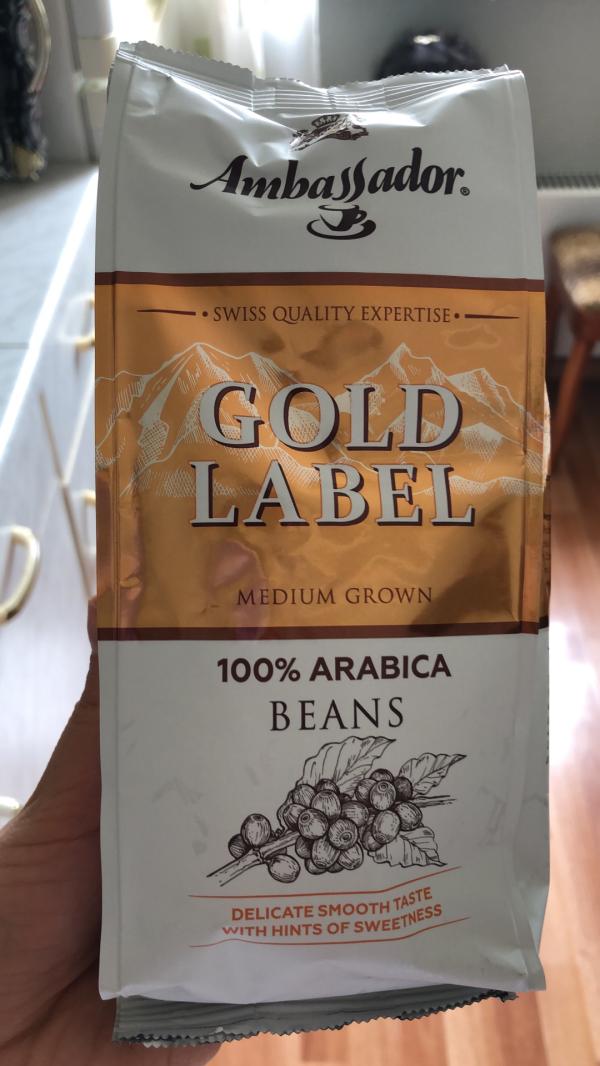 Ambassador®
• SWISS QUALITY EXPERTISE •
GOLD
LABEL
MEDIUM GROWN
100% ARABICA
BEANS
DELICATE SMOOTH TASTE
WITH HINTS OF SWEETNESS